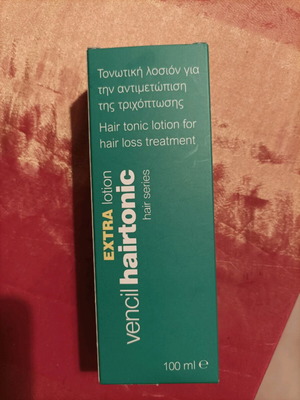 Τονωτική λοσιόν για
την αντιμετώπιση
της τριχόπτωσης
Hair tonic lotion for
hair loss treatment
EXTRA lotion
vencil hairtonic
hair series
100 ml ℮